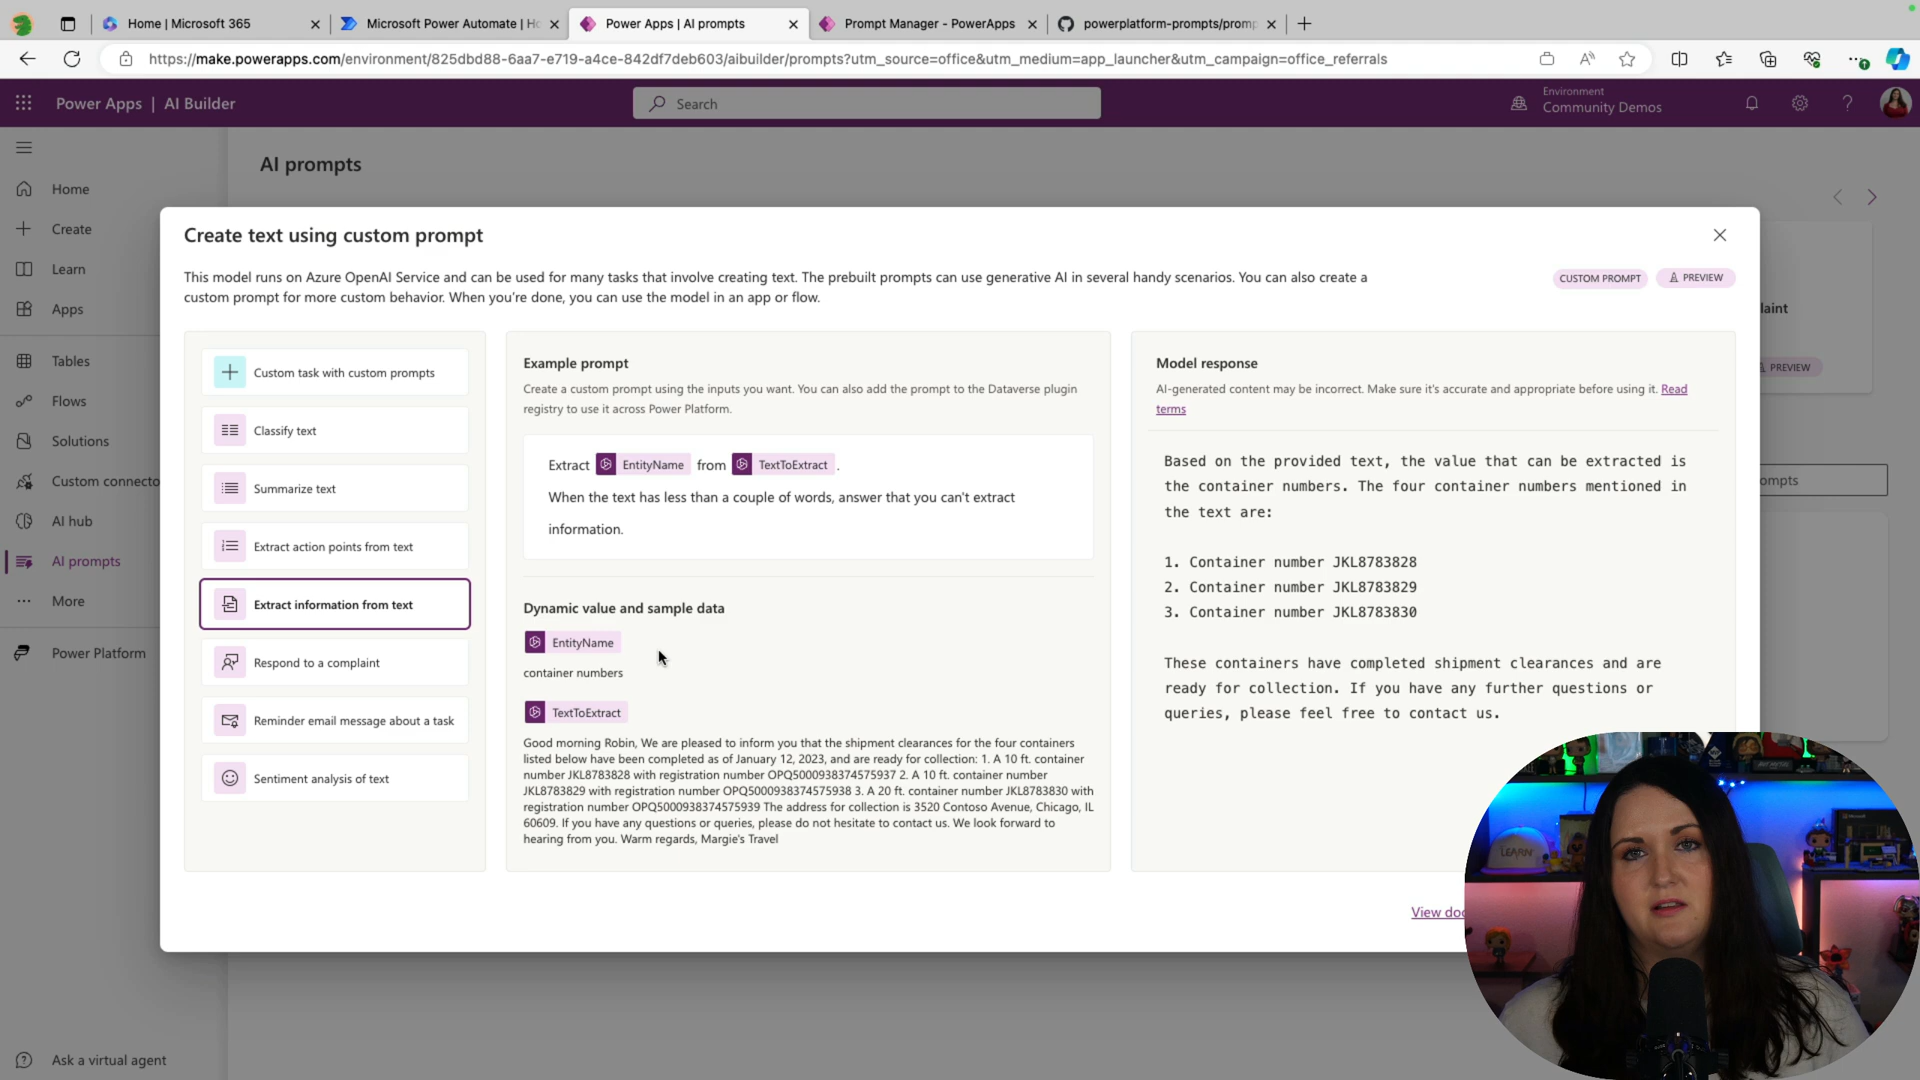 Home | Microsoft 365
Microsoft Power Automate | Ho
Power Apps | AI prompts
Prompt Manager - PowerApps
powerplatform-prompts/promp
https://make.powerapps.com/environment/825dbd88-6aa7-e719-a4ce-842df7deb603/aibuilder/prompts?utm_source=office&utm_medium=app_launcher&utm_campaign=office_referrals
Power Apps | AI Builder
Search
Environment
Community Demos
AI prompts
Home
Create
Learn
Apps
Tables
Flows
Solutions
Custom connecto
AI hub
AI prompts
More
Power Platform
Ask a virtual agent
Create text using custom prompt
This model runs on Azure OpenAI Service and can be used for many tasks that involve creating text. The prebuilt prompts can use generative AI in several handy scenarios. You can also create a
custom prompt for more custom behavior. When you're done, you can use the model in an app or flow.
CUSTOM PROMPT
PREVIEW
Custom task with custom prompts
Classify text
Summarize text
Extract action points from text
Extract information from text
Respond to a complaint
Reminder email message about a task
Sentiment analysis of text
Example prompt
Create a custom prompt using the inputs you want. You can also add the prompt to the Dataverse plugin
registry to use it across Power Platform.
Extract EntityName from TextToExtract .
When the text has less than a couple of words, answer that you can't extract
information.
Dynamic value and sample data
EntityName
container numbers
TextToExtract
Good morning Robin, We are pleased to inform you that the shipment clearances for the four containers
listed below have been completed as of January 12, 2023, and are ready for collection: 1. A 10 ft. container
number JKL8783828 with registration number OPQ5000938374575937 2. A 10 ft. container number
JKL8783829 with registration number OPQ5000938374575938 3. A 20 ft. container number JKL8783830 with
registration number OPQ5000938374575939 The address for collection is 3520 Contoso Avenue, Chicago, IL
60609. If you have any questions or queries, please do not hesitate to contact us. We look forward to
hearing from you. Warm regards, Margie's Travel
Model response
AI-generated content may be incorrect. Make sure it's accurate and appropriate before using it. Read
terms
Based on the provided text, the value that can be extracted is
the container numbers. The four container numbers mentioned in
the text are:
1. Container number JKL8783828
2. Container number JKL8783829
3. Container number JKL8783830
These containers have completed shipment clearances and are
ready for collection. If you have any further questions or
queries, please feel free to contact us.
View doc
laint
PREVIEW
ompts
LEARN